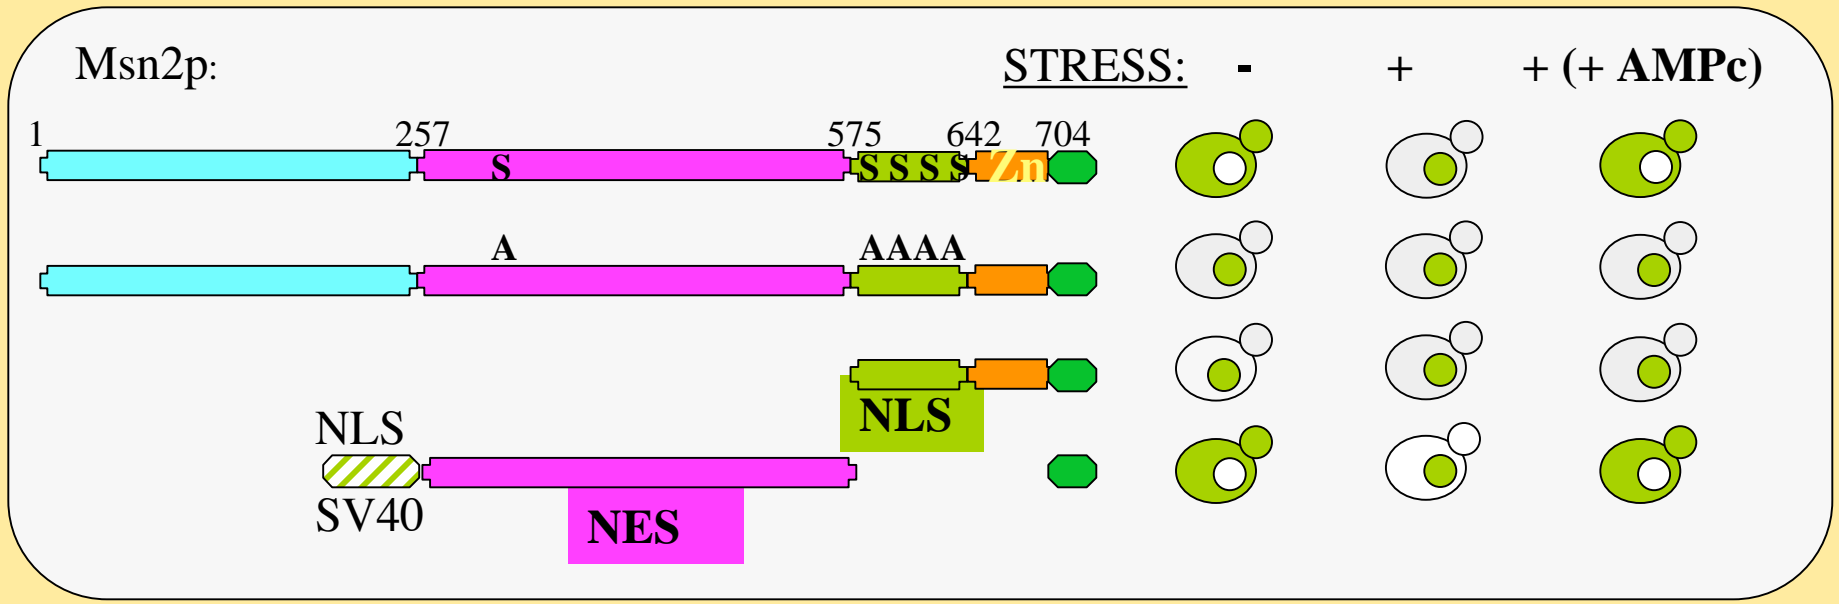 Msn2p: STRESS: - + + (+ AMPc)
1 257 575 642 704
S S S S S Zn
A AAAA
NLS
NLS
SV40
NES